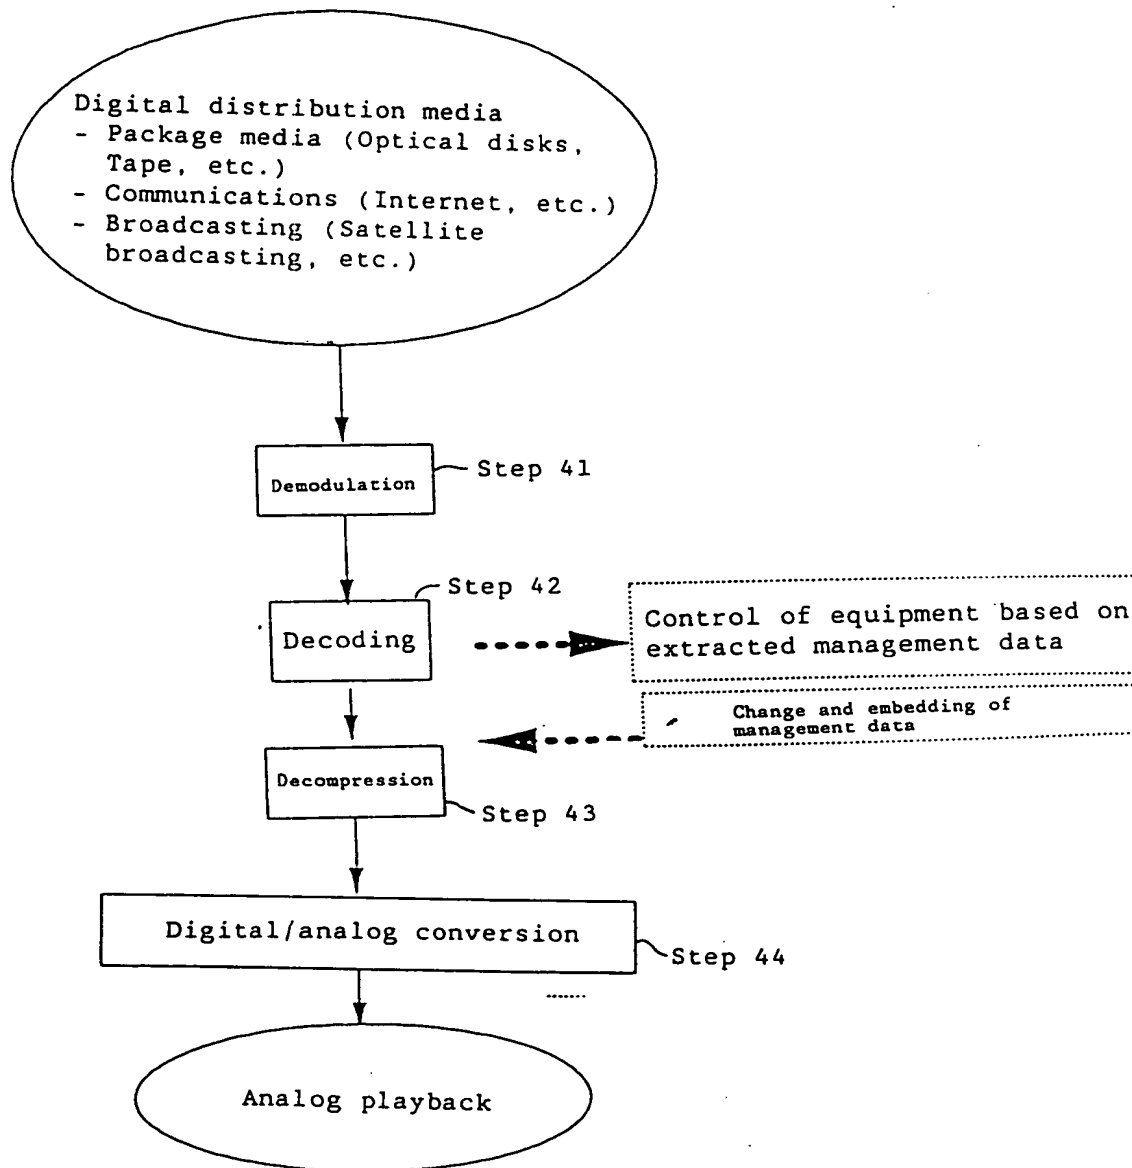 Digital distribution media
- Package media (Optical disks,
Tape, etc.)
- Communications (Internet, etc.)
- Broadcasting (Satellite
broadcasting, etc.)
Demodulation
Step 41
Step 42
Decoding
Control of equipment based on
extracted management data
Change and embedding of
management data
Decompression
Step 43
Digital/analog conversion
Step 44
Analog playback